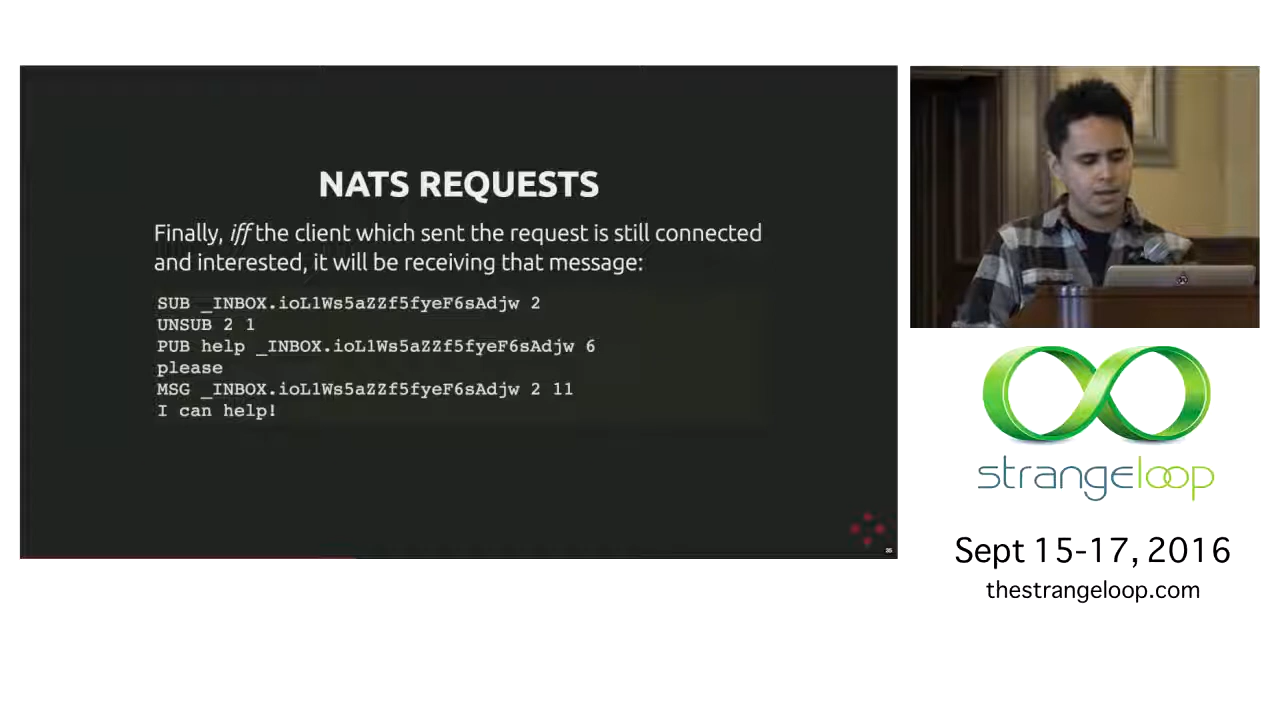 NATS REQUESTS
Finally, iff the client which sent the request is still connected
and interested, it will be receiving that message:
SUB _INBOX.ioL1Ws5aZZf5fyeF6sAdjw 2
UNSUB 2 1
PUB help _INBOX.ioL1Ws5aZZf5fyeF6sAdjw 6
please
MSG _INBOX.ioL1Ws5aZZf5fyeF6sAdjw 2 11
I can help!
35
strangeloop
Sept 15-17, 2016
thestrangeloop.com